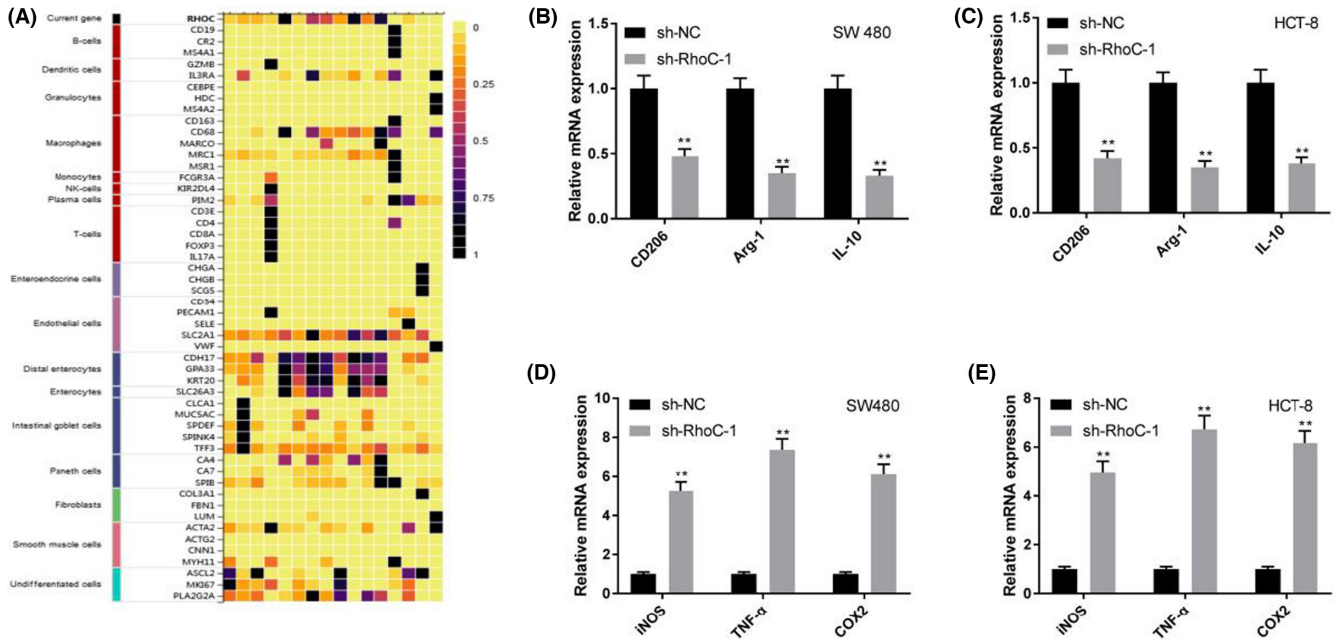 (A)
Current gene RHOC
B-cells
CD19
CR2
MS4A1
Dendritic cells
GZMB
IL3RA
Granulocytes
CEBPE
HDC
MS4A2
Macrophages
CD163
CD68
MARCO
MRC1
MSR1
Monocytes FCGR3A
NK-cells KIR2DL4
Plasma cells PIM2
T-cells
CD3E
CD4
CD8A
FOXP3
IL17A
Enteroendocrine cells
CHGA
CHGB
SCG5
Endothelial cells
CD34
PECAM1
SELE
SLC2A1
VWF
Distal enterocytes
CDH17
GPA33
KRT20
Enterocytes SLC26A3
Intestinal goblet cells
CLCA1
MUC5AC
SPDEF
SPINK4
TFF3
Paneth cells
CA4
CA7
SPIB
Fibroblasts
COL3A1
FBN1
LUM
Smooth muscle cells
ACTA2
ACTG2
CNN1
MYH11
Undifferentiated cells
ASCL2
MKI67
PLA2G2A
0
0.25
0.5
0.75
1
(B)
SW 480
sh-NC
sh-RhoC-1
Relative mRNA expression
1.5
1.0
0.5
0.0
** ** **
CD206 Arg-1 IL-10
(C)
HCT-8
sh-NC
sh-RhoC-1
Relative mRNA expression
1.5
1.0
0.5
0.0
** ** **
CD206 Arg-1 IL-10
(D)
SW480
sh-NC
sh-RhoC-1
Relative mRNA expression
10
8
6
4
2
0
** ** **
iNOS TNF-α COX2
(E)
HCT-8
sh-NC
sh-RhoC-1
Relative mRNA expression
8
6
4
2
0
** ** **
iNOS TNF-α COX2